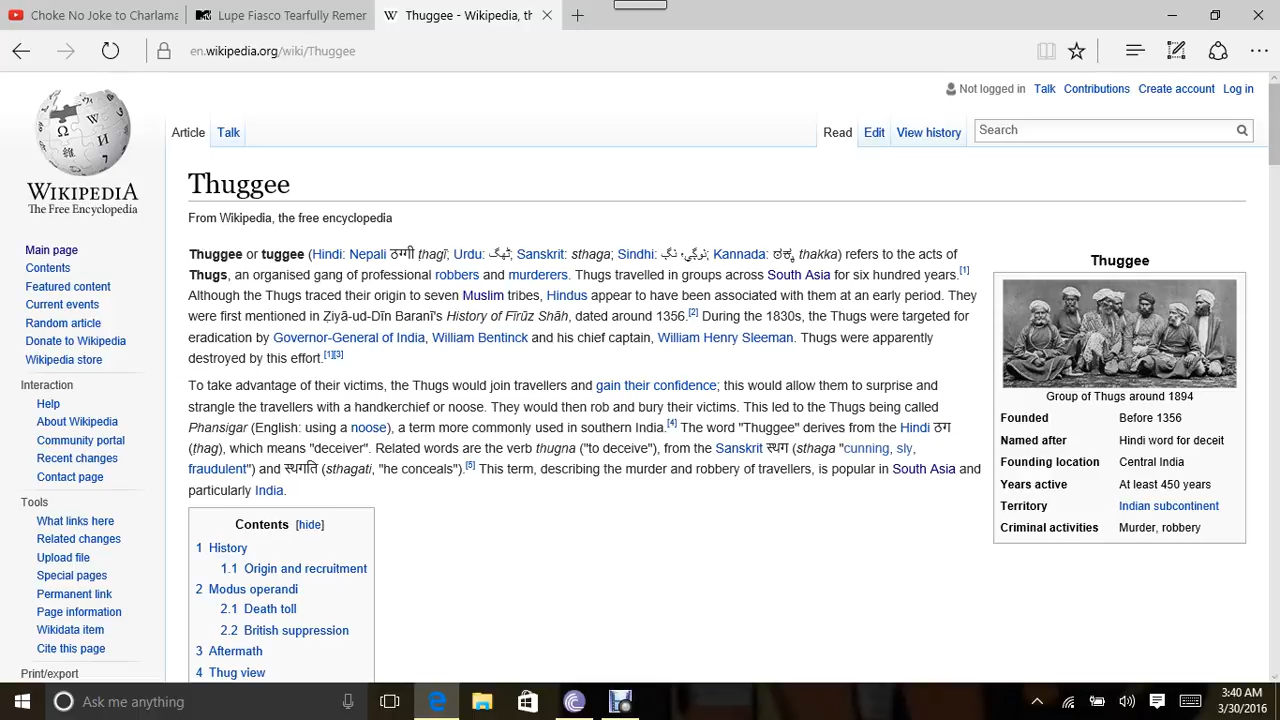 Choke No Joke to Charlama
Lupe Fiasco Tearfully Remer
Thuggee - Wikipedia, th
en.wikipedia.org/wiki/Thuggee
Not logged in Talk Contributions Create account Log in
Article Talk Read Edit View history Search
WIKIPEDIA
The Free Encyclopedia
Main page
Contents
Featured content
Current events
Random article
Donate to Wikipedia
Wikipedia store
Interaction
Help
About Wikipedia
Community portal
Recent changes
Contact page
Tools
What links here
Related changes
Upload file
Special pages
Permanent link
Page information
Wikidata item
Cite this page
Print/export
Thuggee
From Wikipedia, the free encyclopedia
Thuggee or tuggee (Hindi: Nepali ठग्गी thagī; Urdu: ٹھگ; Sanskrit: sthaga; Sindhi: Kannada: thakka) refers to the acts of
Thugs, an organised gang of professional robbers and murderers. Thugs travelled in groups across South Asia for six hundred years.[1]
Although the Thugs traced their origin to seven Muslim tribes, Hindus appear to have been associated with them at an early period. They
were first mentioned in Ẓiyā-ud-Dīn Baranī's History of Fīrūz Shāh, dated around 1356.[2] During the 1830s, the Thugs were targeted for
eradication by Governor-General of India, William Bentinck and his chief captain, William Henry Sleeman. Thugs were apparently
destroyed by this effort.[1][3]
To take advantage of their victims, the Thugs would join travellers and gain their confidence; this would allow them to surprise and
strangle the travellers with a handkerchief or noose. They would then rob and bury their victims. This led to the Thugs being called
Phansigar (English: using a noose), a term more commonly used in southern India.[4] The word "Thuggee" derives from the Hindi ठग
(thag), which means "deceiver". Related words are the verb thugna ("to deceive"), from the Sanskrit स्थग (sthaga "cunning, sly,
fraudulent") and स्थगति (sthagati, "he conceals").[5] This term, describing the murder and robbery of travellers, is popular in South Asia and
particularly India.
Contents [hide]
1 History
1.1 Origin and recruitment
2 Modus operandi
2.1 Death toll
2.2 British suppression
3 Aftermath
4 Thug view
Thuggee
Group of Thugs around 1894
Founded Before 1356
Named after Hindi word for deceit
Founding location Central India
Years active At least 450 years
Territory Indian subcontinent
Criminal activities Murder, robbery
Ask me anything
3:40 AM
3/30/2016